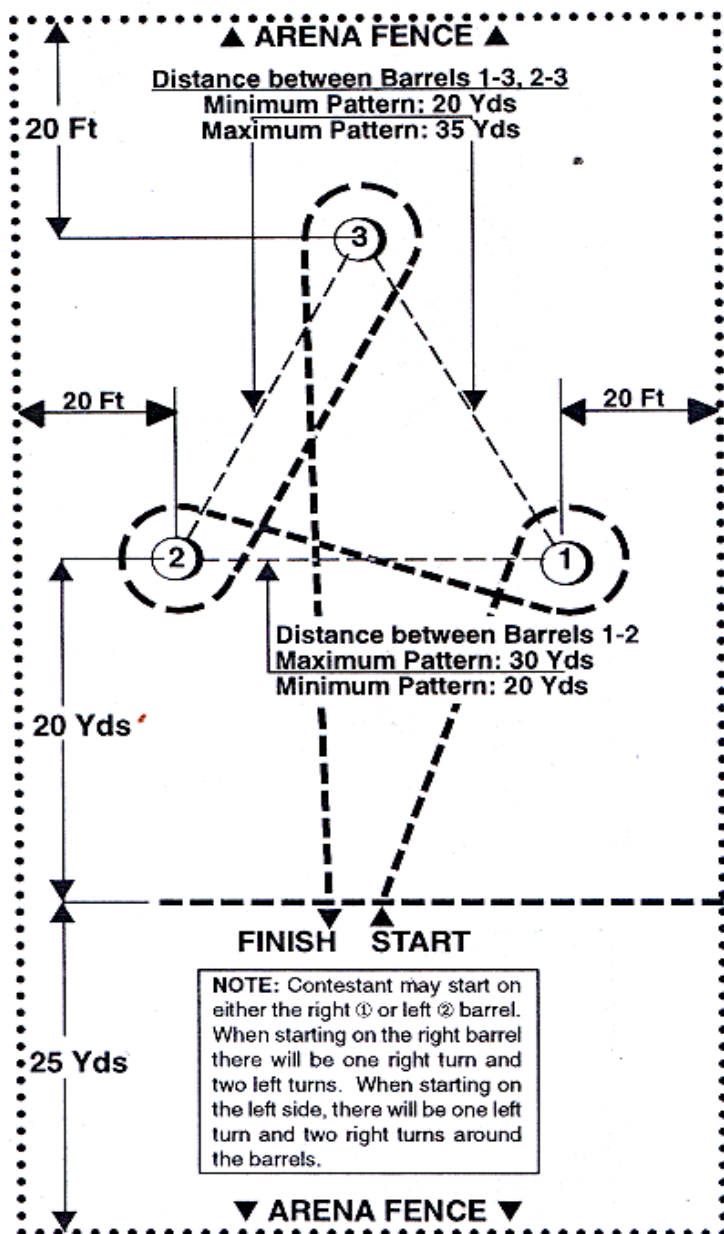 ▲ ARENA FENCE ▲
Distance between Barrels 1-3, 2-3
Minimum Pattern: 20 Yds
Maximum Pattern: 35 Yds
20 Ft
3
20 Ft
20 Ft
2
1
Distance between Barrels 1-2
Maximum Pattern: 30 Yds
Minimum Pattern: 20 Yds
20 Yds
FINISH START
NOTE: Contestant may start on
either the right ① or left ② barrel.
When starting on the right barrel
there will be one right turn and
two left turns. When starting on
the left side, there will be one left
turn and two right turns around
the barrels.
25 Yds
▼ ARENA FENCE ▼